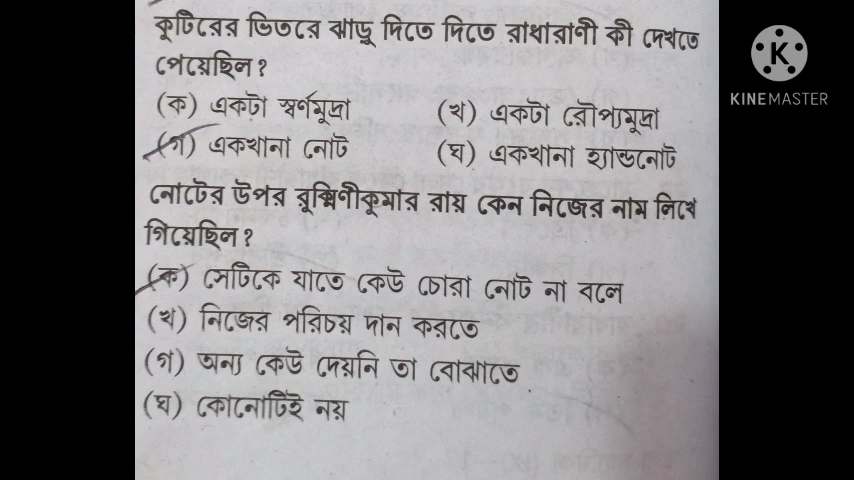 কুটিরের ভিতরে ঝাড়ু দিতে দিতে রাধারাণী কী দেখতে
পেয়েছিল?
(ক) একটা স্বর্ণমুদ্রা (খ) একটা রৌপ্যমুদ্রা
(গ) একখানা নোট (ঘ) একখানা হ্যান্ডনোট
নোটের উপর রুক্মিণীকুমার রায় কেন নিজের নাম লিখে
গিয়েছিল?
(ক) সেটিকে যাতে কেউ চোরা নোট না বলে
(খ) নিজের পরিচয় দান করতে
(গ) অন্য কেউ দেয়নি তা বোঝাতে
(ঘ) কোনোটিই নয়
K
KINEMASTER